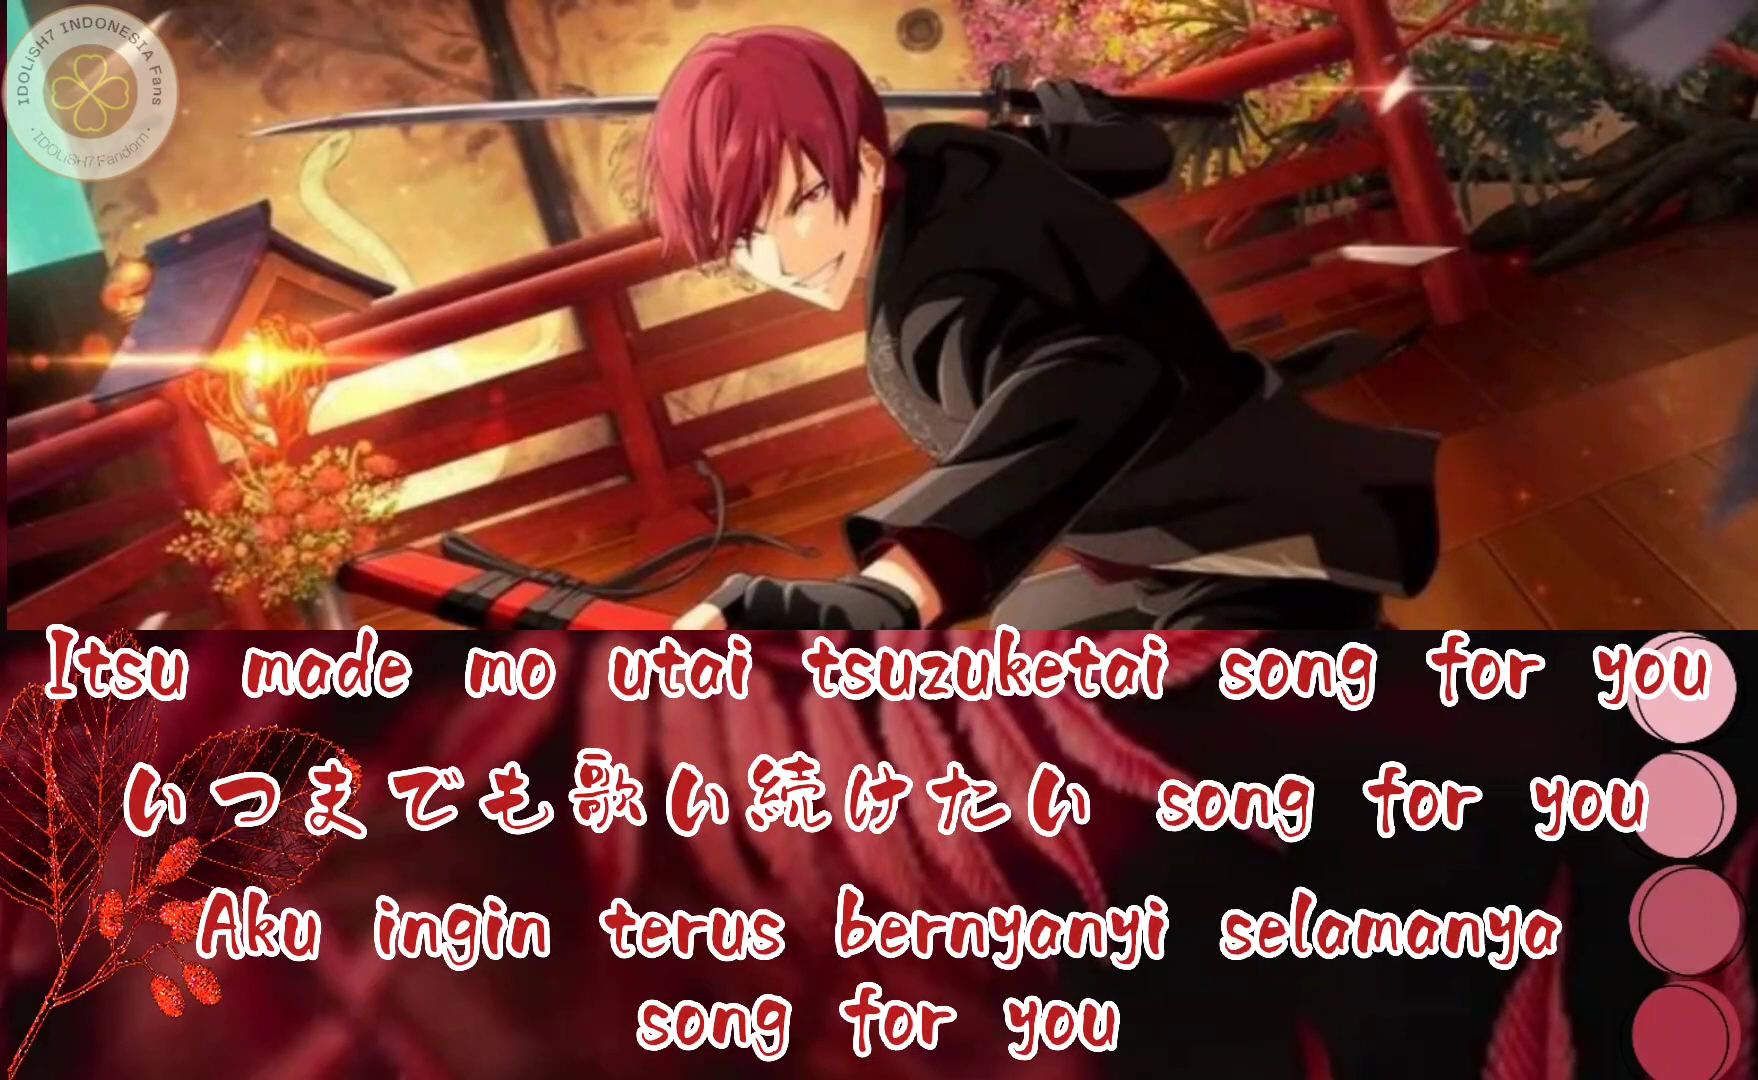 IDOLiSH7 INDONESIA Fans
· IDOLiSH7 Fandom ·
Itsu made mo utai tsuzuketai song for you
いつまでも歌い続けたい song for you
Aku ingin terus bernyanyi selamanya
song for you